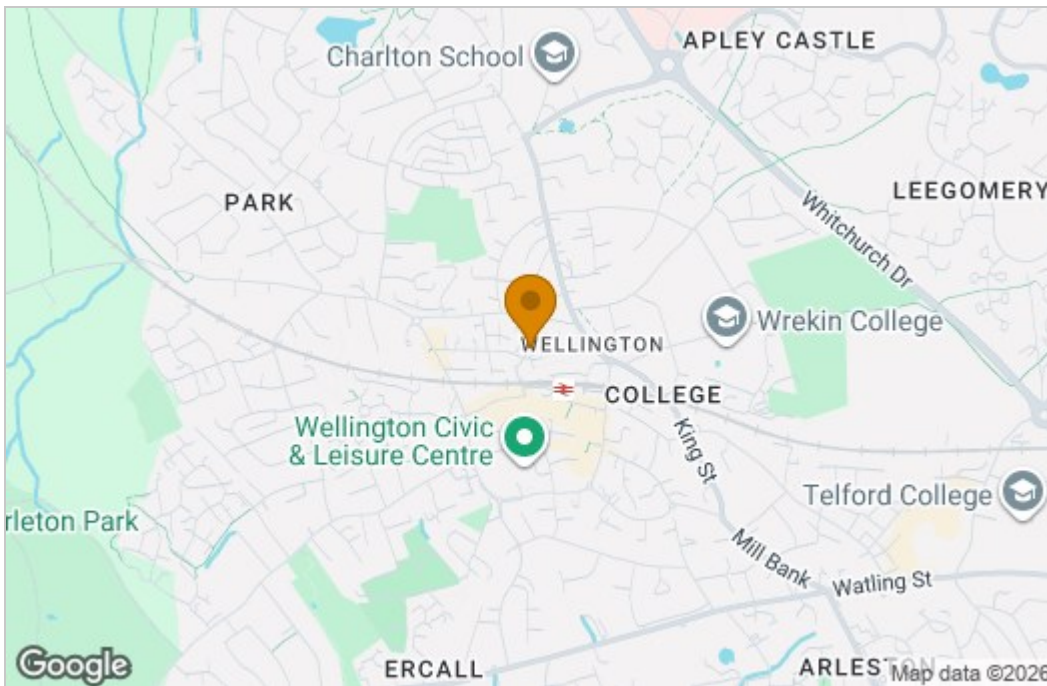 APLEY CASTLE
Charlton School
LEEGOMERY
PARK
Whitchurch Dr
Wrekin College
WELLINGTON
COLLEGE
Wellington Civic
& Leisure Centre
King St
Telford College
rleton Park
Mill Bank
Watling St
Google
ERCALL
ARLESTON
Map data ©2026